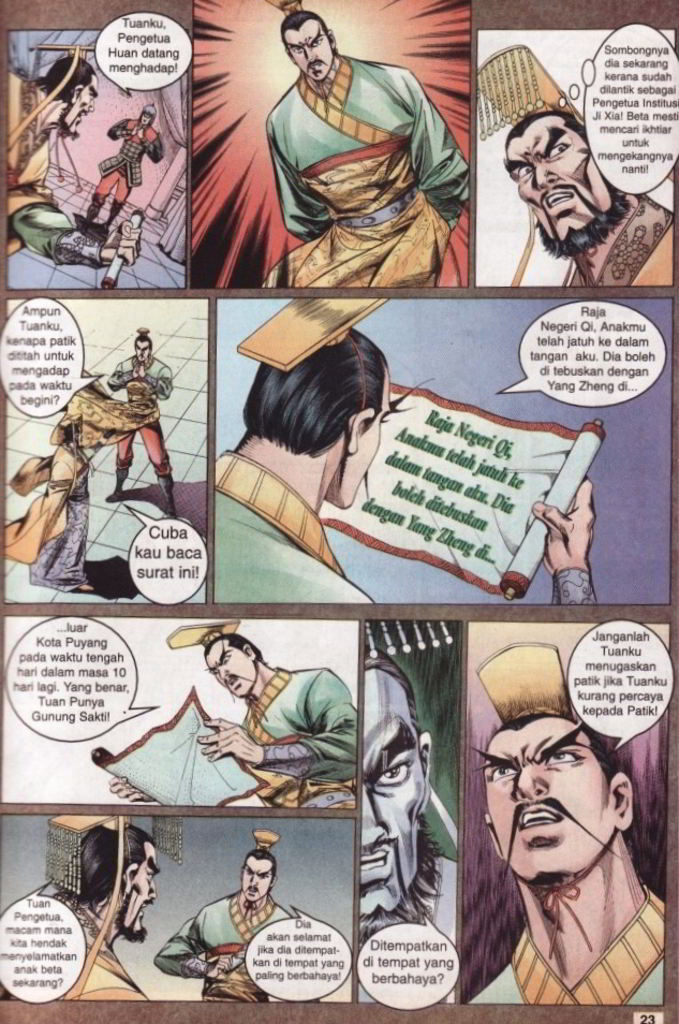 Tuanku,
Pengetua
Huan datang
menghadap!
Sombongnya
dia sekarang
kerana sudah
dilantik sebagai
Pengetua Institusi
Ji Xia! Beta mesti
mencari ikhtiar
untuk
mengekangnya
nanti!
Ampun
Tuanku,
kenapa patik
dititah untuk
mengadap
pada waktu
begini?
Cuba
kau baca
surat ini!
Raja
Negeri Qi, Anakmu
telah jatuh ke dalam
tangan aku. Dia boleh
di tebuskan dengan
Yang Zheng di...
Raja Negeri Qi,
Anakmu telah jatuh ke
dalam tangan aku. Dia
boleh ditebuskan
dengan Yang Zheng di...
...luar
Kota Puyang
pada waktu tengah
hari dalam masa 10
hari lagi. Yang benar,
Tuan Punya
Gunung Sakti!
Janganlah
Tuanku
menugaskan
patik jika Tuanku
kurang percaya
kepada Patik!
Tuan
Pengetua,
macam mana
kita hendak
menyelamatkan
anak beta
sekarang?
Dia
akan selamat
jika dia ditempat-
kan di tempat yang
paling berbahaya!
Ditempatkan
di tempat yang
berbahaya?
23